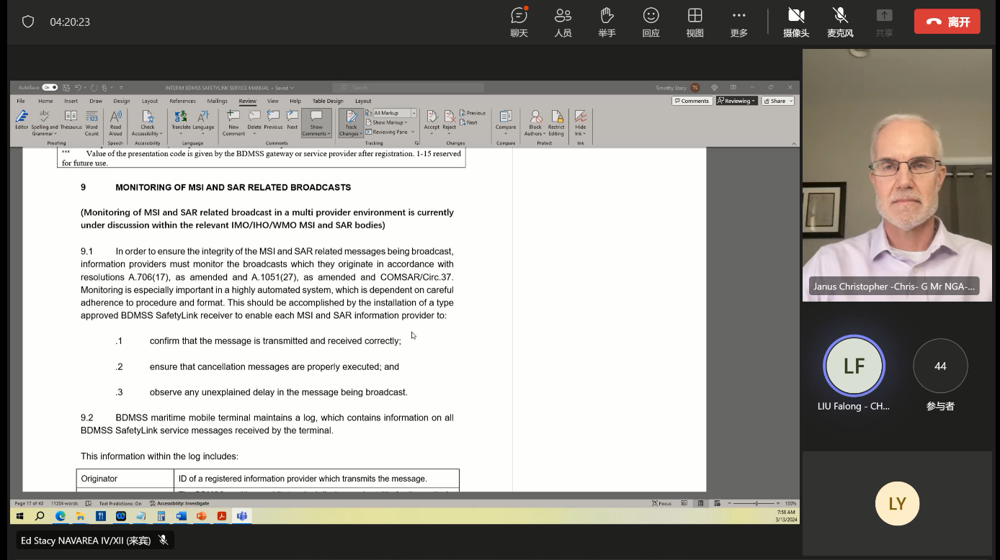 04:20:23
聊天
人员
举手
回应
视图
更多
摄像头
麦克风
共享
离开
AutoSave On
INTERIM BDMSS SAFETYLINK SERVICE MANUAL • Saved
Search
Timothy Stacy TS
File Home Insert Draw Design Layout References Mailings Review View Help Table Design Layout
Comments Reviewing Share
Editor
Spelling and Grammar
Thesaurus
Word Count
Read Aloud
Check Accessibility
Translate
Language
New Comment
Delete
Previous
Next
Show Comments
Track Changes
All Markup
Show Markup
Reviewing Pane
Accept
Reject
Previous
Next
Compare
Block Authors
Restrict Editing
Hide Ink
Proofing Speech Accessibility Language Comments Tracking Changes Compare Protect Ink
*** Value of the presentation code is given by the BDMSS gateway or service provider after registration. 1-15 reserved
for future use.
9 MONITORING OF MSI AND SAR RELATED BROADCASTS
(Monitoring of MSI and SAR related broadcast in a multi provider environment is currently
under discussion within the relevant IMO/IHO/WMO MSI and SAR bodies)
9.1 In order to ensure the integrity of the MSI and SAR related messages being broadcast,
information providers must monitor the broadcasts which they originate in accordance with
resolutions A.706(17), as amended and A.1051(27), as amended and COMSAR/Circ.37.
Monitoring is especially important in a highly automated system, which is dependent on careful
adherence to procedure and format. This should be accomplished by the installation of a type
approved BDMSS SafetyLink receiver to enable each MSI and SAR information provider to:
.1 confirm that the message is transmitted and received correctly;
.2 ensure that cancellation messages are properly executed; and
.3 observe any unexplained delay in the message being broadcast.
9.2 BDMSS maritime mobile terminal maintains a log, which contains information on all
BDMSS SafetyLink service messages received by the terminal.
This information within the log includes:
Originator ID of a registered information provider which transmits the message.
Page 17 of 43 11354 words Text Predictions: On Accessibility: Investigate
Focus 150%
7:58 AM
3/13/2024
Ed Stacy NAVAREA IV/XII (来宾)
Janus Christopher -Chris- G Mr NGA-...
LF
LIU Falong - CH...
44
参与者
LY